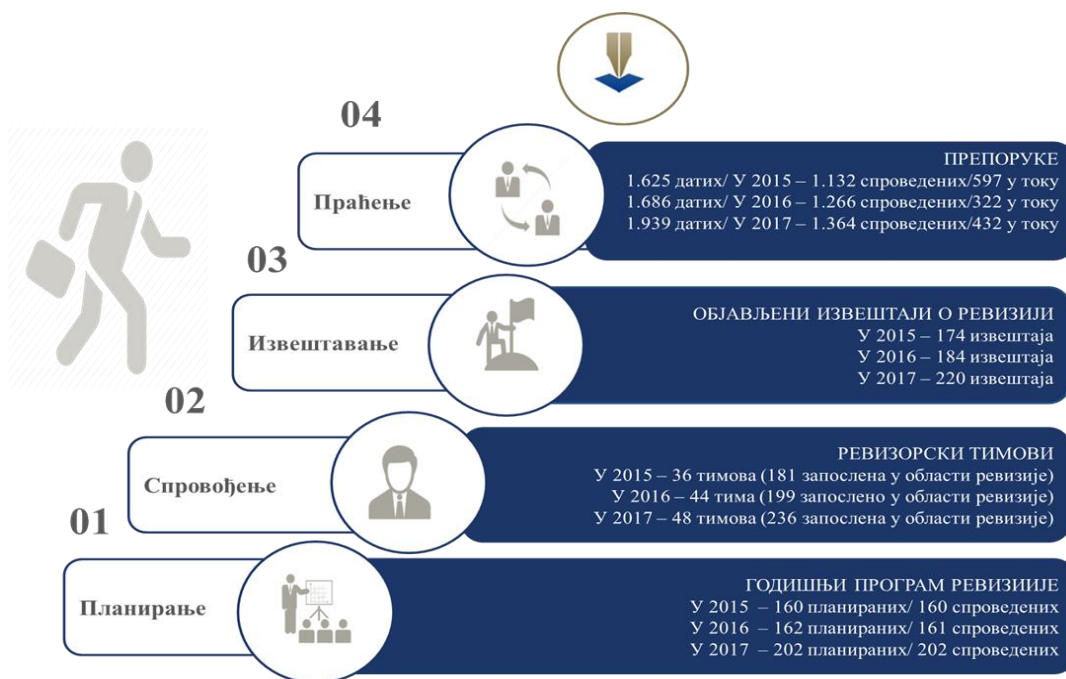 04
Праћење
ПРЕПОРУКЕ
1.625 датих/ У 2015 – 1.132 спроведених/597 у току
1.686 датих/ У 2016 – 1.266 спроведених/322 у току
1.939 датих/ У 2017 – 1.364 спроведених/432 у току
03
Извештавање
ОБЈАВЉЕНИ ИЗВЕШТАЈИ О РЕВИЗИЈИ
У 2015 – 174 извештаја
У 2016 – 184 извештаја
У 2017 – 220 извештаја
02
Спровођење
РЕВИЗОРСКИ ТИМОВИ
У 2015 – 36 тимова (181 запослена у области ревизије)
У 2016 – 44 тима (199 запослено у области ревизије)
У 2017 – 48 тимова (236 запослена у области ревизије)
01
Планирање
ГОДИШЊИ ПРОГРАМ РЕВИЗИИЈЕ
У 2015 – 160 планираних/ 160 спроведених
У 2016 – 162 планираних/ 161 спроведених
У 2017 – 202 планираних/ 202 спроведених